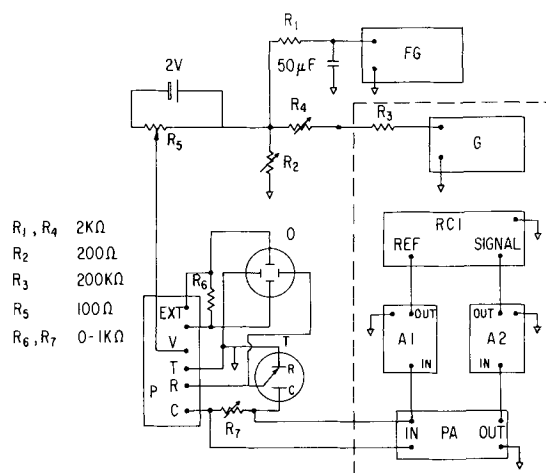 R1
FG
50μF
2V
R4
R3
R5
R2
G
RCI
REF SIGNAL
R1, R4 2KΩ
R2 200Ω
R3 200KΩ
R5 100Ω
R6, R7 0-1KΩ
O
R6
EXT
V
T
P R
C
T
R
C
R7
OUT
A1
IN
OUT
A2
IN
IN PA OUT